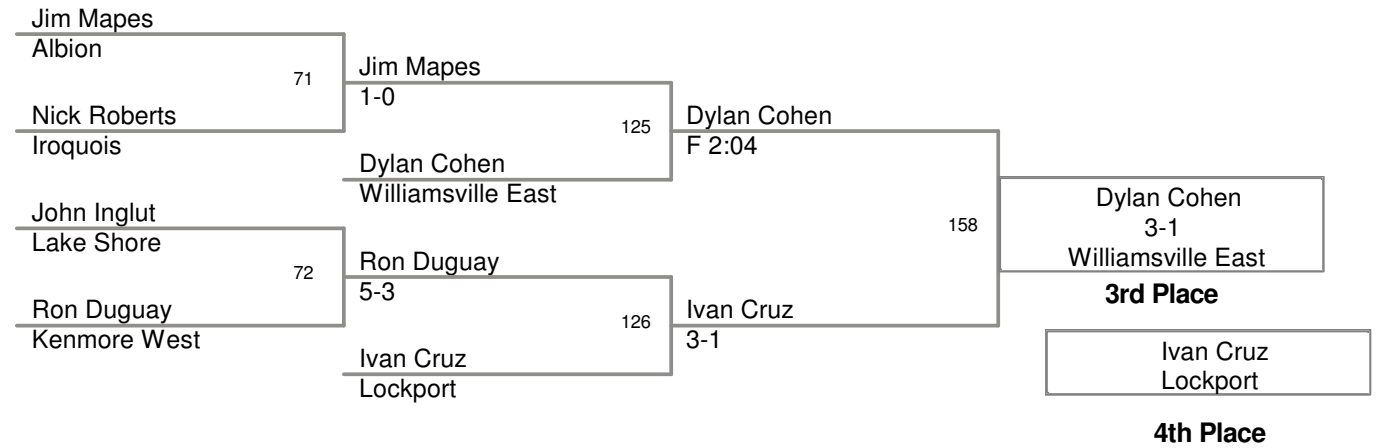 Jim Mapes
Albion
71
Nick Roberts
Iroquois
John Inglut
Lake Shore
72
Ron Duguay
Kenmore West
Jim Mapes
1-0
125
Dylan Cohen
Williamsville East
Ron Duguay
5-3
126
Ivan Cruz
Lockport
Dylan Cohen
F 2:04
158
Ivan Cruz
3-1
Dylan Cohen
3-1
Williamsville East
3rd Place
Ivan Cruz
Lockport
4th Place